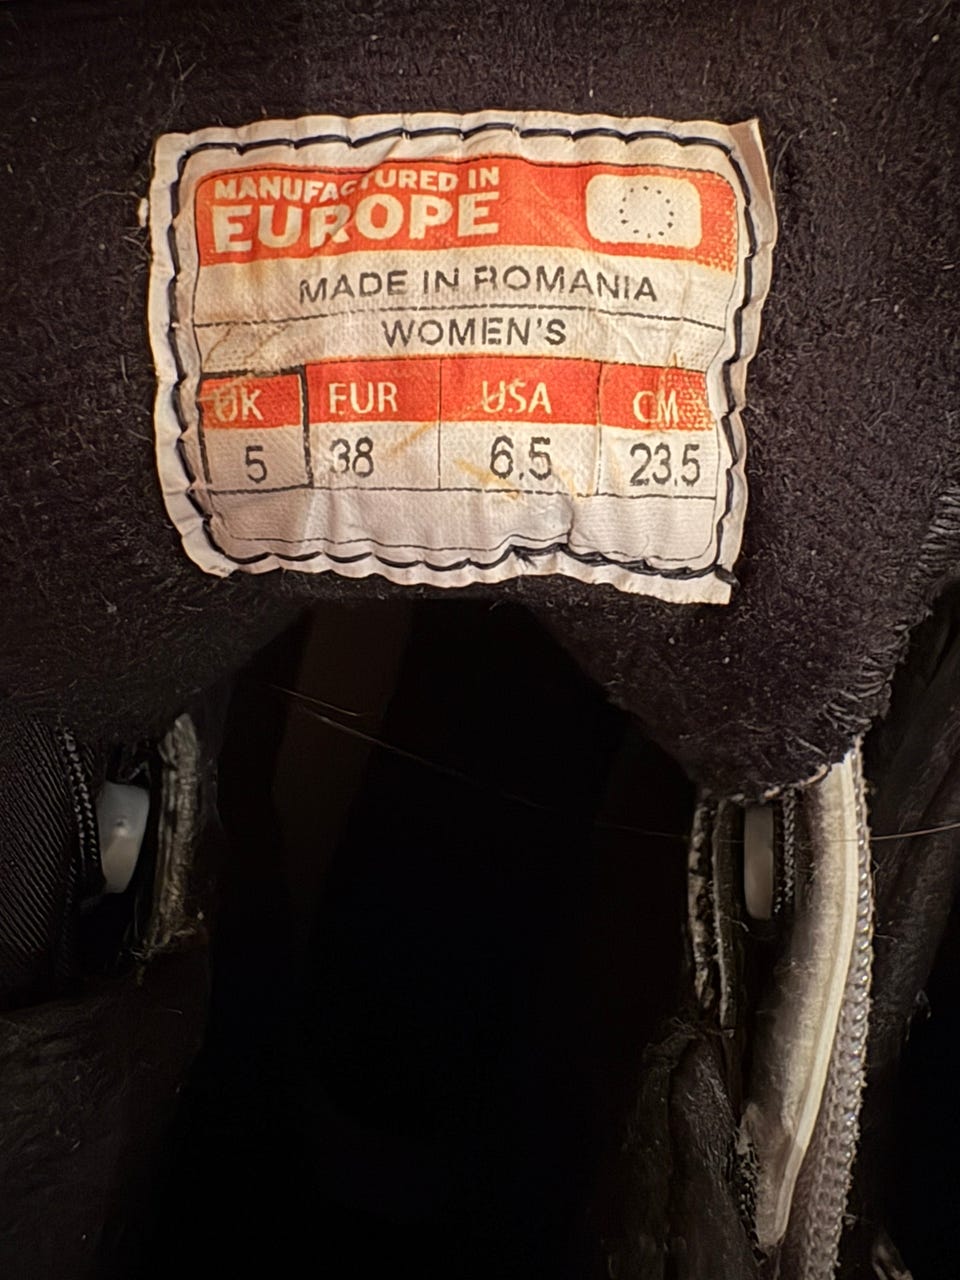 MANUFACTURED IN
EUROPE
MADE IN ROMANIA
WOMEN'S
UK EUR USA CM
5 38 6.5 23.5